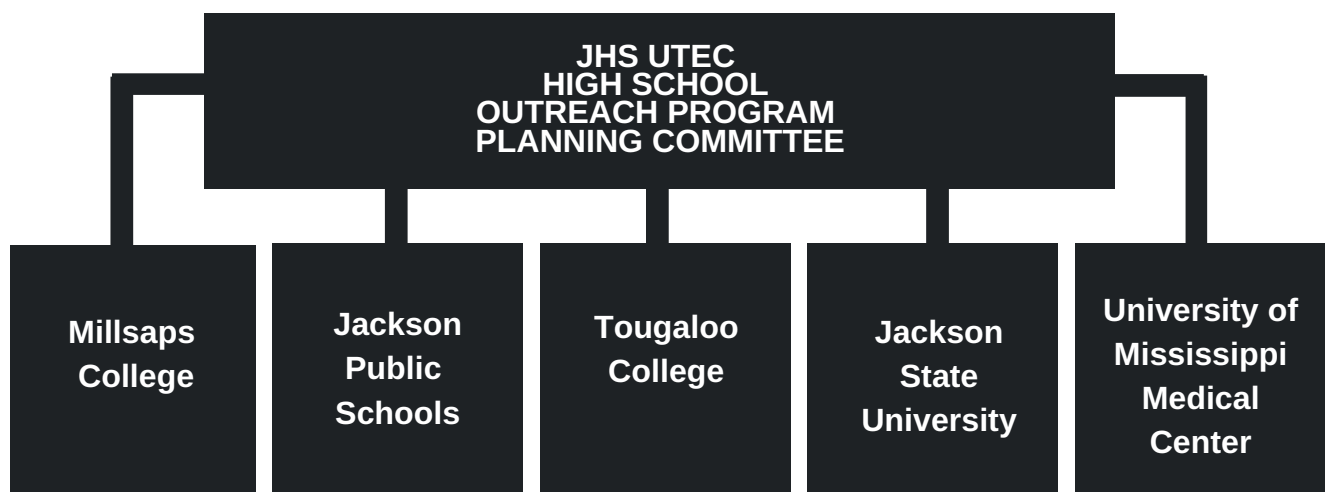 JHS UTEC
HIGH SCHOOL
OUTREACH PROGRAM
PLANNING COMMITTEE
Millsaps
College
Jackson
Public
Schools
Tougaloo
College
Jackson
State
University
University of
Mississippi
Medical
Center